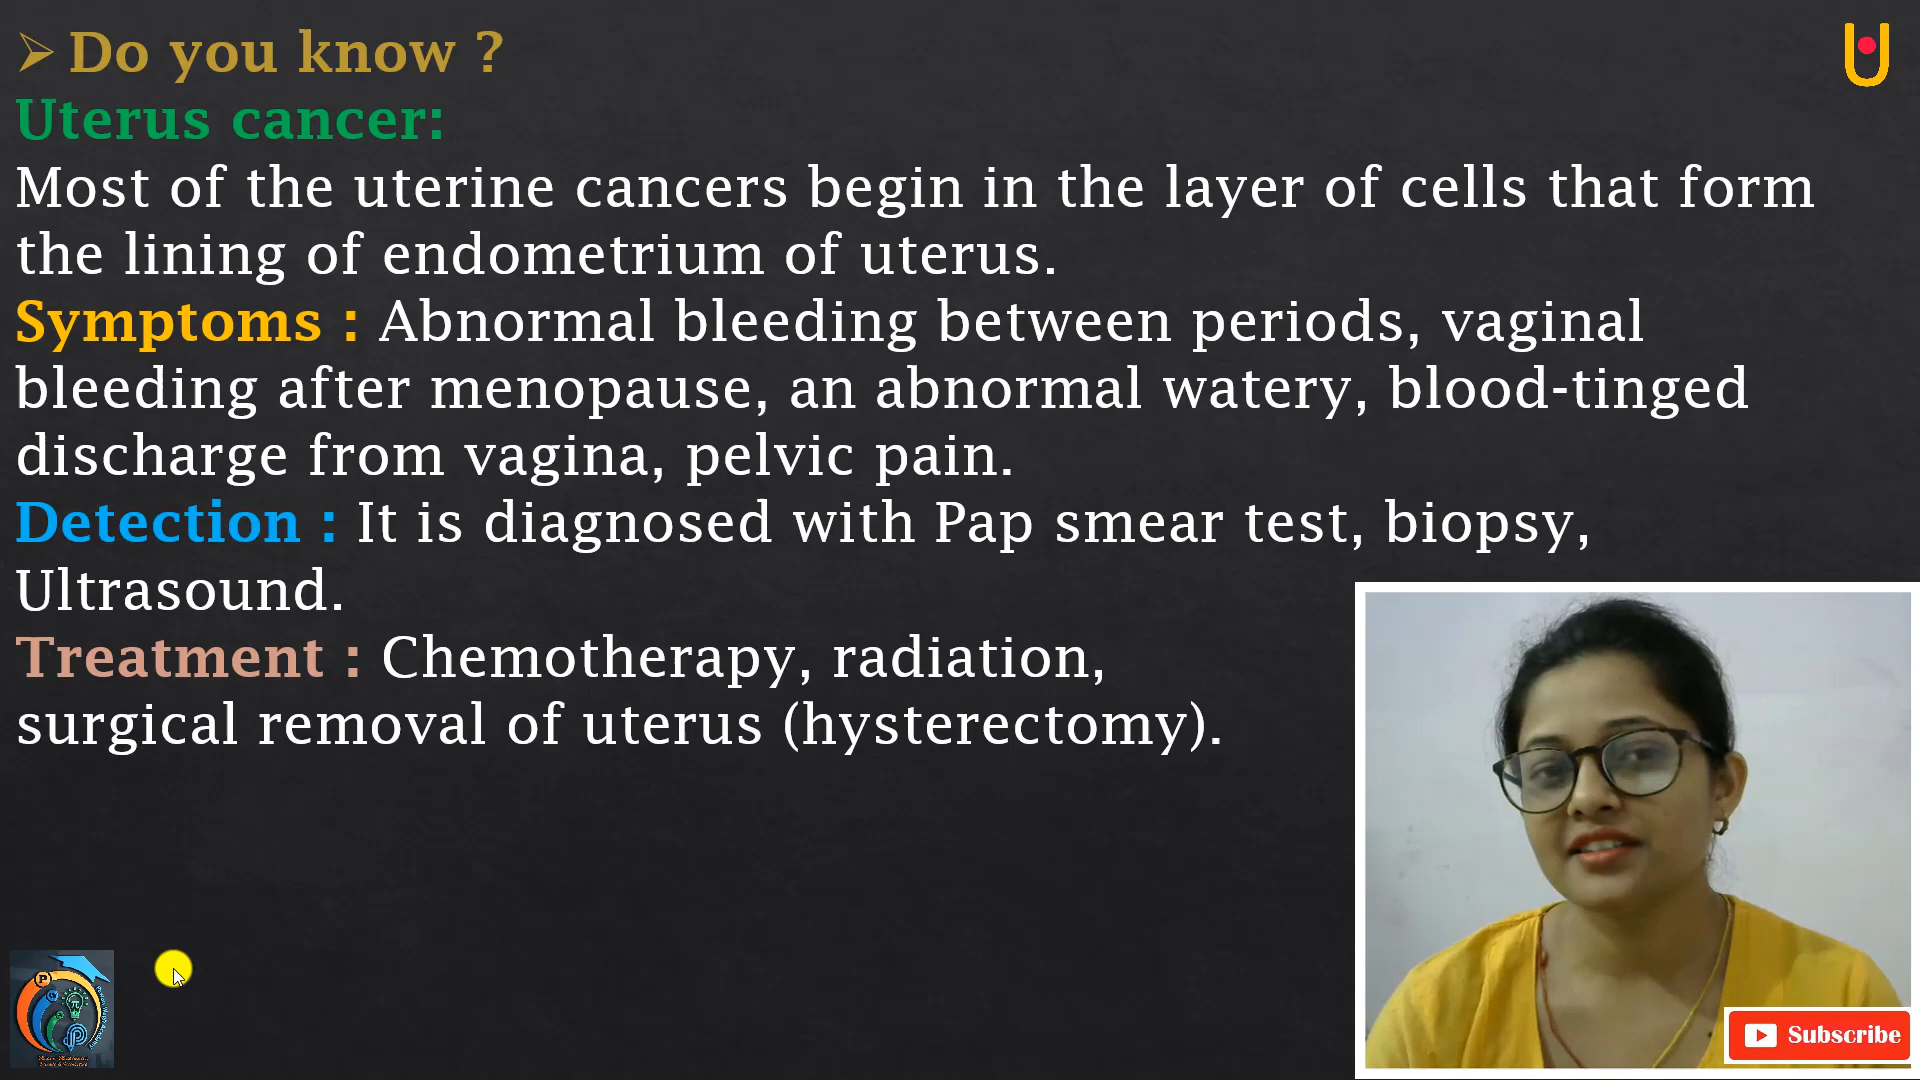 ➢ Do you know ?
Uterus cancer:
Most of the uterine cancers begin in the layer of cells that form
the lining of endometrium of uterus.
Symptoms : Abnormal bleeding between periods, vaginal
bleeding after menopause, an abnormal watery, blood-tinged
discharge from vagina, pelvic pain.
Detection : It is diagnosed with Pap smear test, biopsy,
Ultrasound.
Treatment : Chemotherapy, radiation,
surgical removal of uterus (hysterectomy).
Subscribe